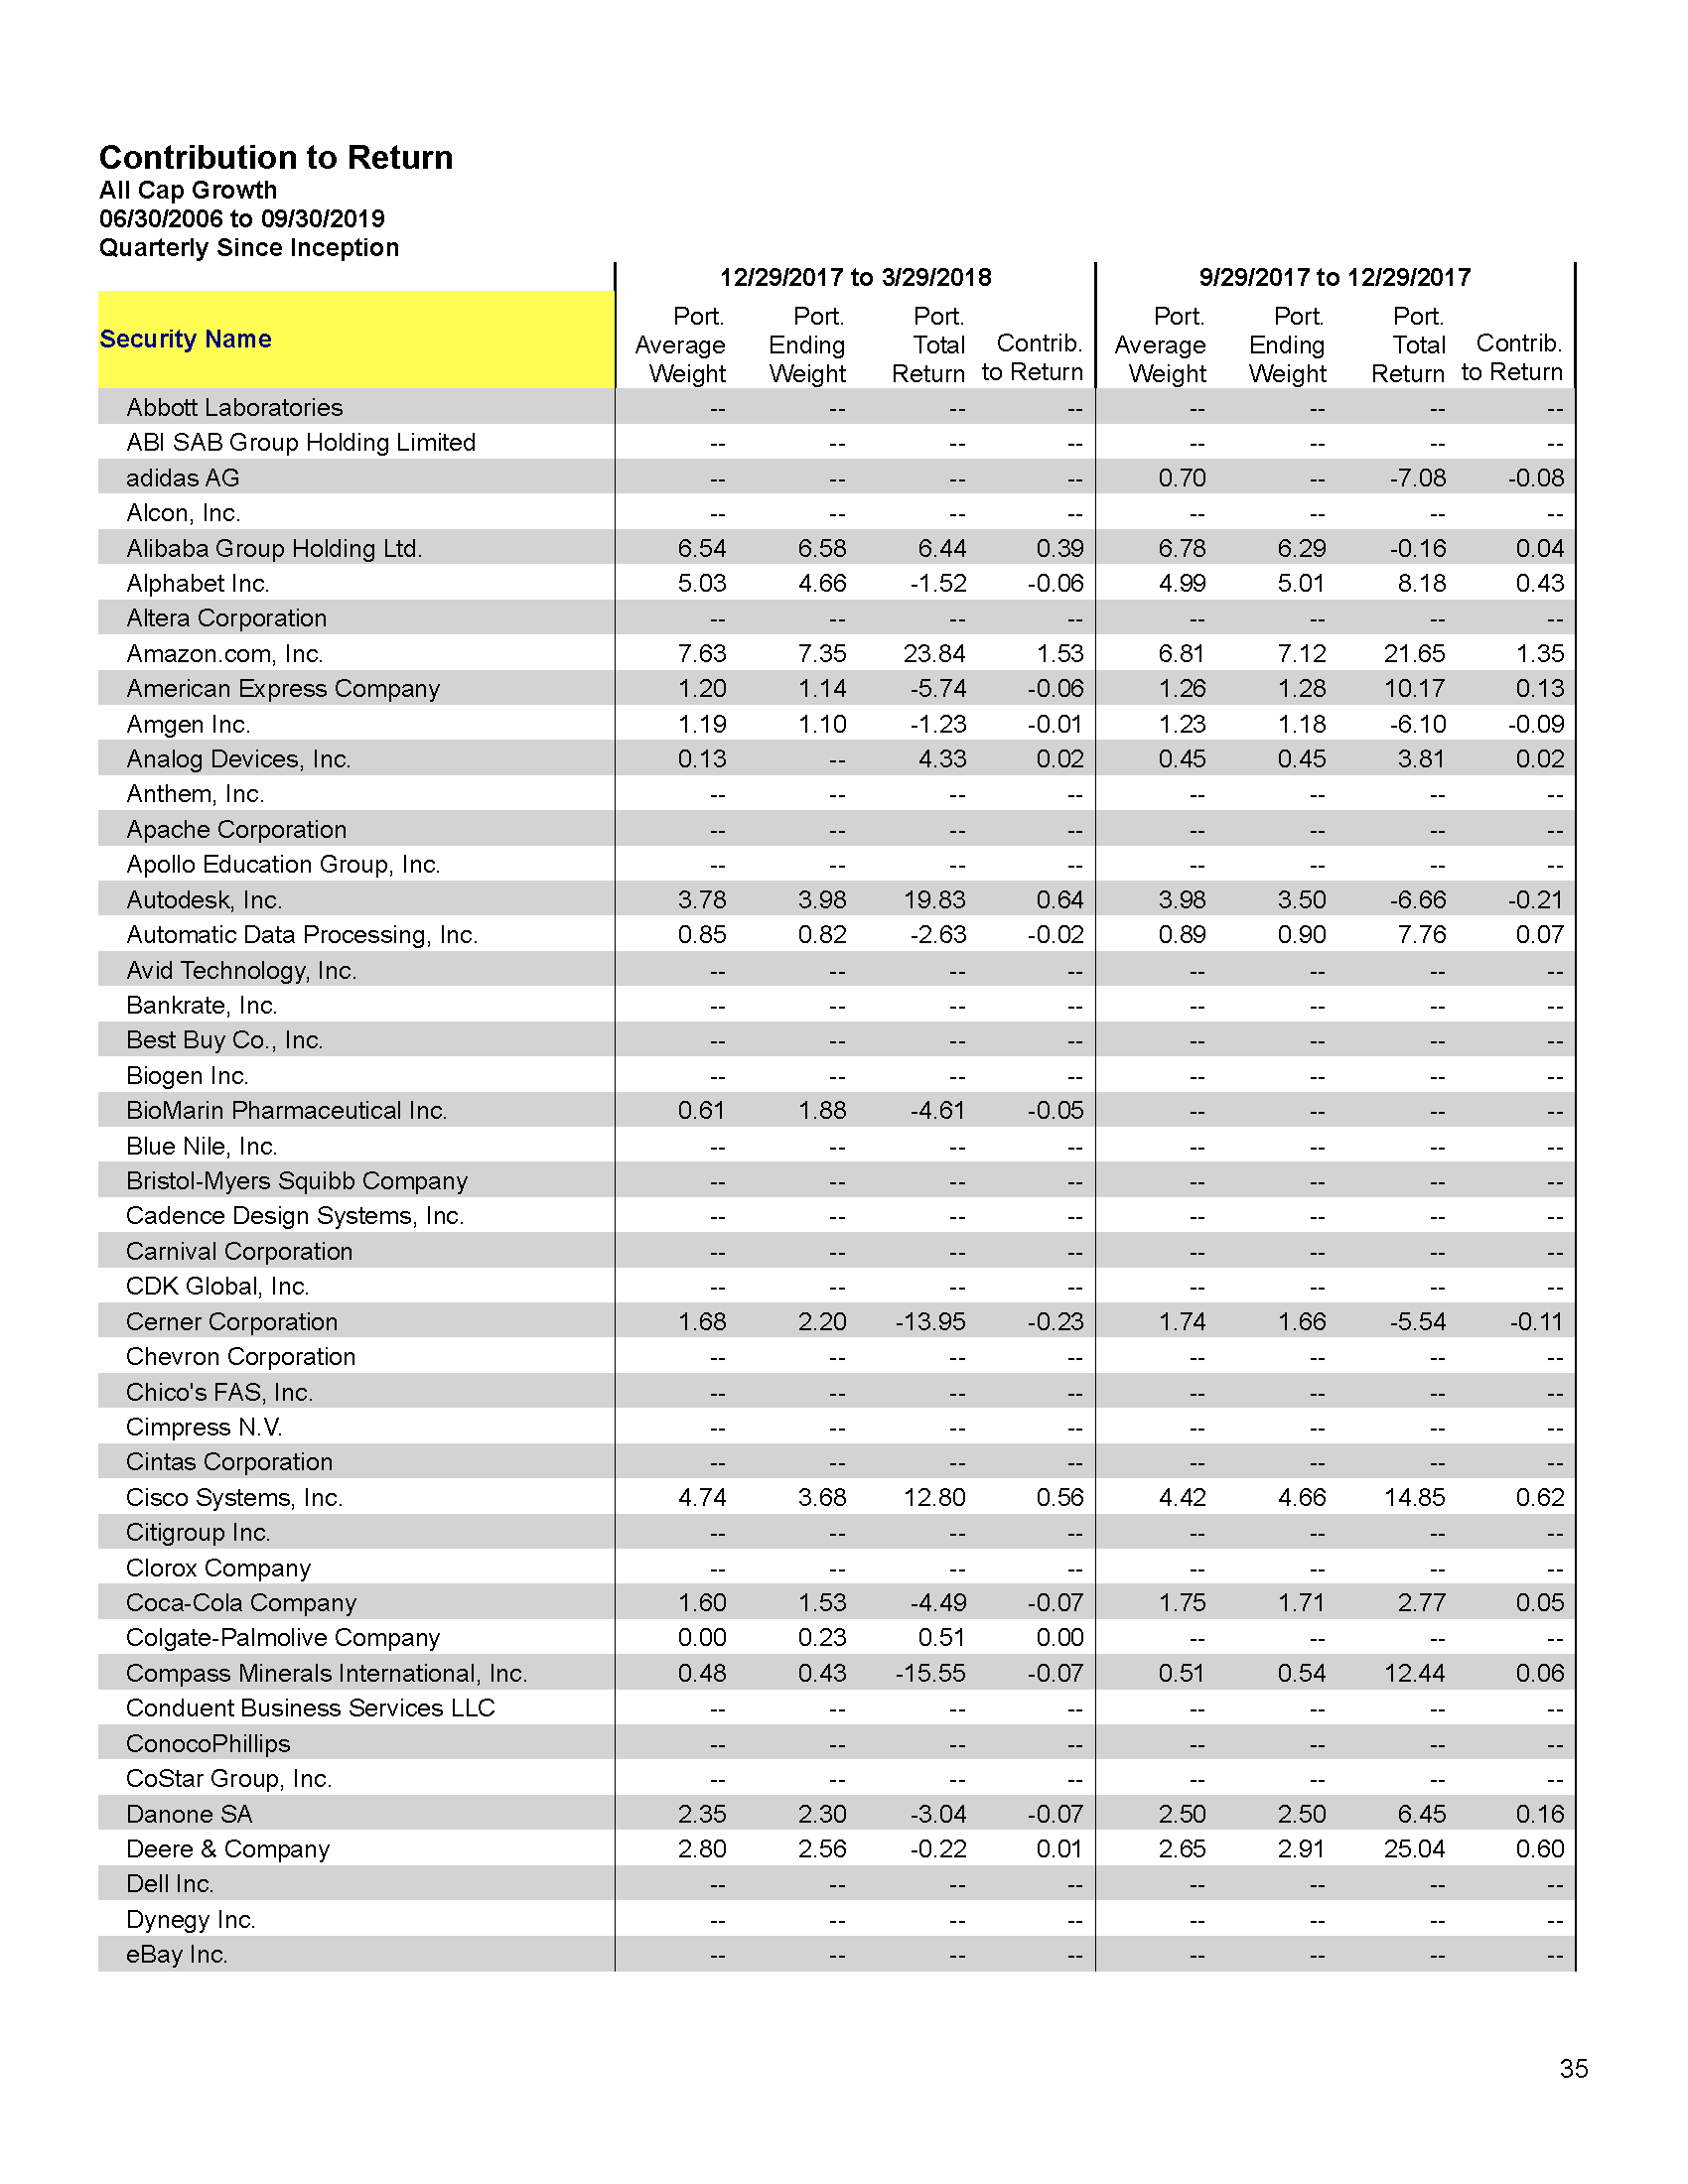 Contribution to Return
All Cap Growth
06/30/2006 to 09/30/2019
Quarterly Since Inception
12/29/2017 to 3/29/2018 9/29/2017 to 12/29/2017
Security Name Port. Average Weight Port. Ending Weight Port. Total Return Contrib. to Return Port. Average Weight Port. Ending Weight Port. Total Return Contrib. to Return
Abbott Laboratories -- -- -- -- -- -- -- --
ABI SAB Group Holding Limited -- -- -- -- -- -- -- --
adidas AG -- -- -- -- 0.70 -- -7.08 -0.08
Alcon, Inc. -- -- -- -- -- -- -- --
Alibaba Group Holding Ltd. 6.54 6.58 6.44 0.39 6.78 6.29 -0.16 0.04
Alphabet Inc. 5.03 4.66 -1.52 -0.06 4.99 5.01 8.18 0.43
Altera Corporation -- -- -- -- -- -- -- --
Amazon.com, Inc. 7.63 7.35 23.84 1.53 6.81 7.12 21.65 1.35
American Express Company 1.20 1.14 -5.74 -0.06 1.26 1.28 10.17 0.13
Amgen Inc. 1.19 1.10 -1.23 -0.01 1.23 1.18 -6.10 -0.09
Analog Devices, Inc. 0.13 -- 4.33 0.02 0.45 0.45 3.81 0.02
Anthem, Inc. -- -- -- -- -- -- -- --
Apache Corporation -- -- -- -- -- -- -- --
Apollo Education Group, Inc. -- -- -- -- -- -- -- --
Autodesk, Inc. 3.78 3.98 19.83 0.64 3.98 3.50 -6.66 -0.21
Automatic Data Processing, Inc. 0.85 0.82 -2.63 -0.02 0.89 0.90 7.76 0.07
Avid Technology, Inc. -- -- -- -- -- -- -- --
Bankrate, Inc. -- -- -- -- -- -- -- --
Best Buy Co., Inc. -- -- -- -- -- -- -- --
Biogen Inc. -- -- -- -- -- -- -- --
BioMarin Pharmaceutical Inc. 0.61 1.88 -4.61 -0.05 -- -- -- --
Blue Nile, Inc. -- -- -- -- -- -- -- --
Bristol-Myers Squibb Company -- -- -- -- -- -- -- --
Cadence Design Systems, Inc. -- -- -- -- -- -- -- --
Carnival Corporation -- -- -- -- -- -- -- --
CDK Global, Inc. -- -- -- -- -- -- -- --
Cerner Corporation 1.68 2.20 -13.95 -0.23 1.74 1.66 -5.54 -0.11
Chevron Corporation -- -- -- -- -- -- -- --
Chico's FAS, Inc. -- -- -- -- -- -- -- --
Cimpress N.V. -- -- -- -- -- -- -- --
Cintas Corporation -- -- -- -- -- -- -- --
Cisco Systems, Inc. 4.74 3.68 12.80 0.56 4.42 4.66 14.85 0.62
Citigroup Inc. -- -- -- -- -- -- -- --
Clorox Company -- -- -- -- -- -- -- --
Coca-Cola Company 1.60 1.53 -4.49 -0.07 1.75 1.71 2.77 0.05
Colgate-Palmolive Company 0.00 0.23 0.51 0.00 -- -- -- --
Compass Minerals International, Inc. 0.48 0.43 -15.55 -0.07 0.51 0.54 12.44 0.06
Conduent Business Services LLC -- -- -- -- -- -- -- --
ConocoPhillips -- -- -- -- -- -- -- --
CoStar Group, Inc. -- -- -- -- -- -- -- --
Danone SA 2.35 2.30 -3.04 -0.07 2.50 2.50 6.45 0.16
Deere & Company 2.80 2.56 -0.22 0.01 2.65 2.91 25.04 0.60
Dell Inc. -- -- -- -- -- -- -- --
Dynegy Inc. -- -- -- -- -- -- -- --
eBay Inc. -- -- -- -- -- -- -- --
35